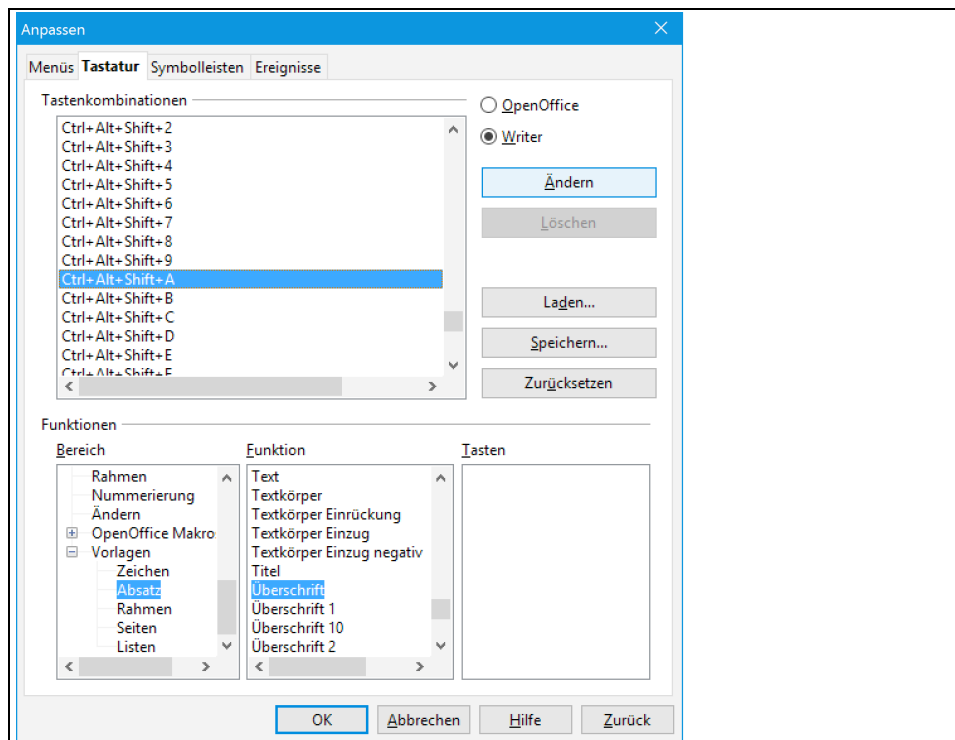 Anpassen
Menüs Tastatur Symbolleisten Ereignisse
Tastenkombinationen
Ctrl+Alt+Shift+2
Ctrl+Alt+Shift+3
Ctrl+Alt+Shift+4
Ctrl+Alt+Shift+5
Ctrl+Alt+Shift+6
Ctrl+Alt+Shift+7
Ctrl+Alt+Shift+8
Ctrl+Alt+Shift+9
Ctrl+Alt+Shift+A
Ctrl+Alt+Shift+B
Ctrl+Alt+Shift+C
Ctrl+Alt+Shift+D
Ctrl+Alt+Shift+E
Ctrl+Alt+Shift+F
OpenOffice
Writer
Ändern
Löschen
Laden...
Speichern...
Zurücksetzen
Funktionen
Bereich
Rahmen
Nummerierung
Ändern
OpenOffice Makro
Vorlagen
Zeichen
Absatz
Rahmen
Seiten
Listen
Funktion
Text
Textkörper
Textkörper Einrückung
Textkörper Einzug
Textkörper Einzug negativ
Titel
Überschrift
Überschrift 1
Überschrift 10
Überschrift 2
Tasten
OK Abbrechen Hilfe Zurück